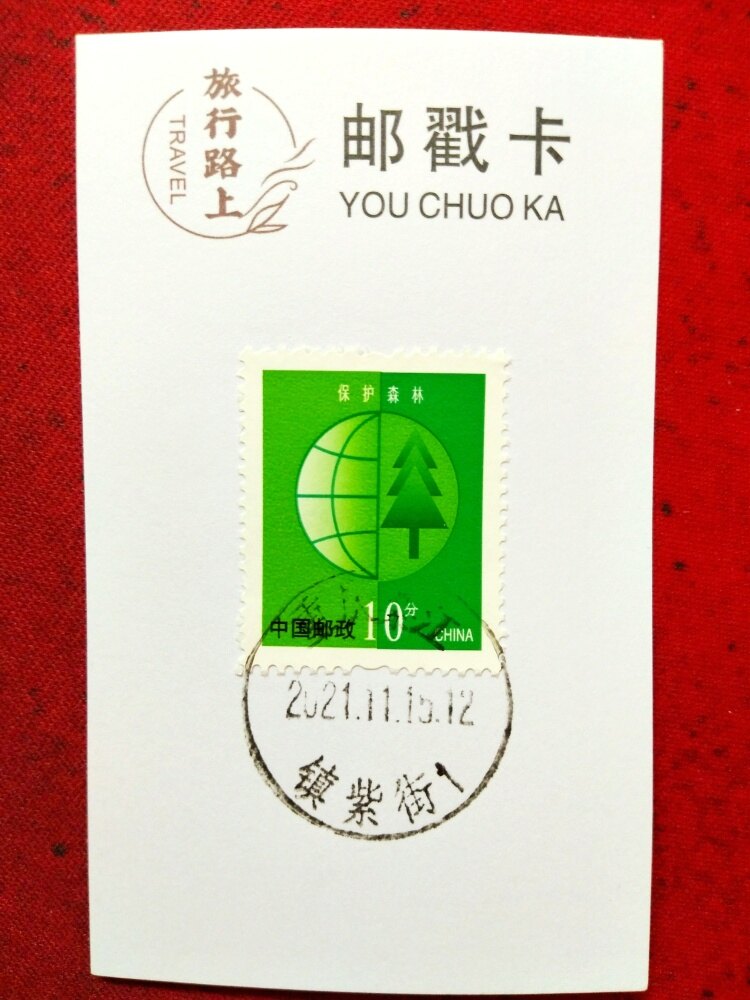 旅行路上
TRAVEL
邮戳卡
YOU CHUO KA
保护森林
中国邮政
10分
CHINA
2021.11.15.12
镇紫街1